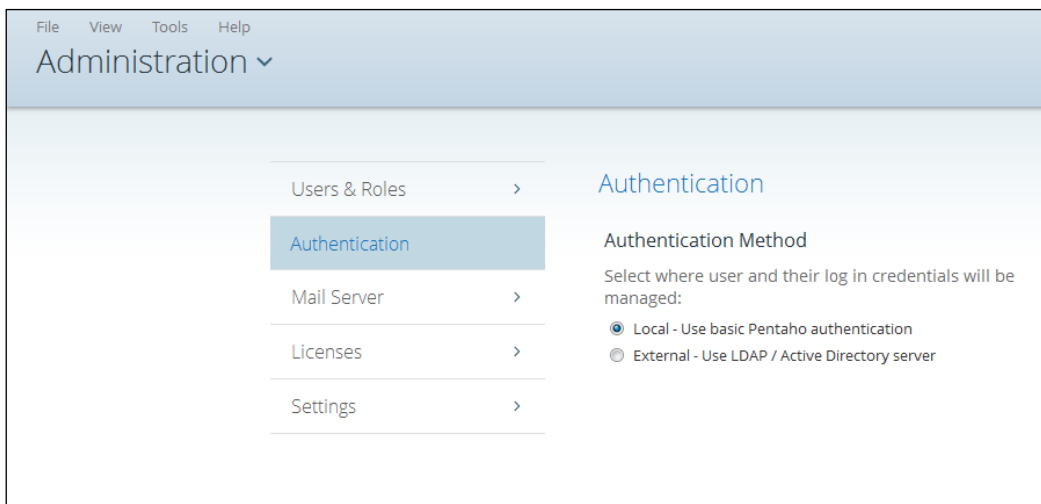 File View Tools Help
Administration
Users & Roles
Authentication
Mail Server
Licenses
Settings
Authentication
Authentication Method
Select where user and their log in credentials will be
managed:
Local - Use basic Pentaho authentication
External - Use LDAP / Active Directory server